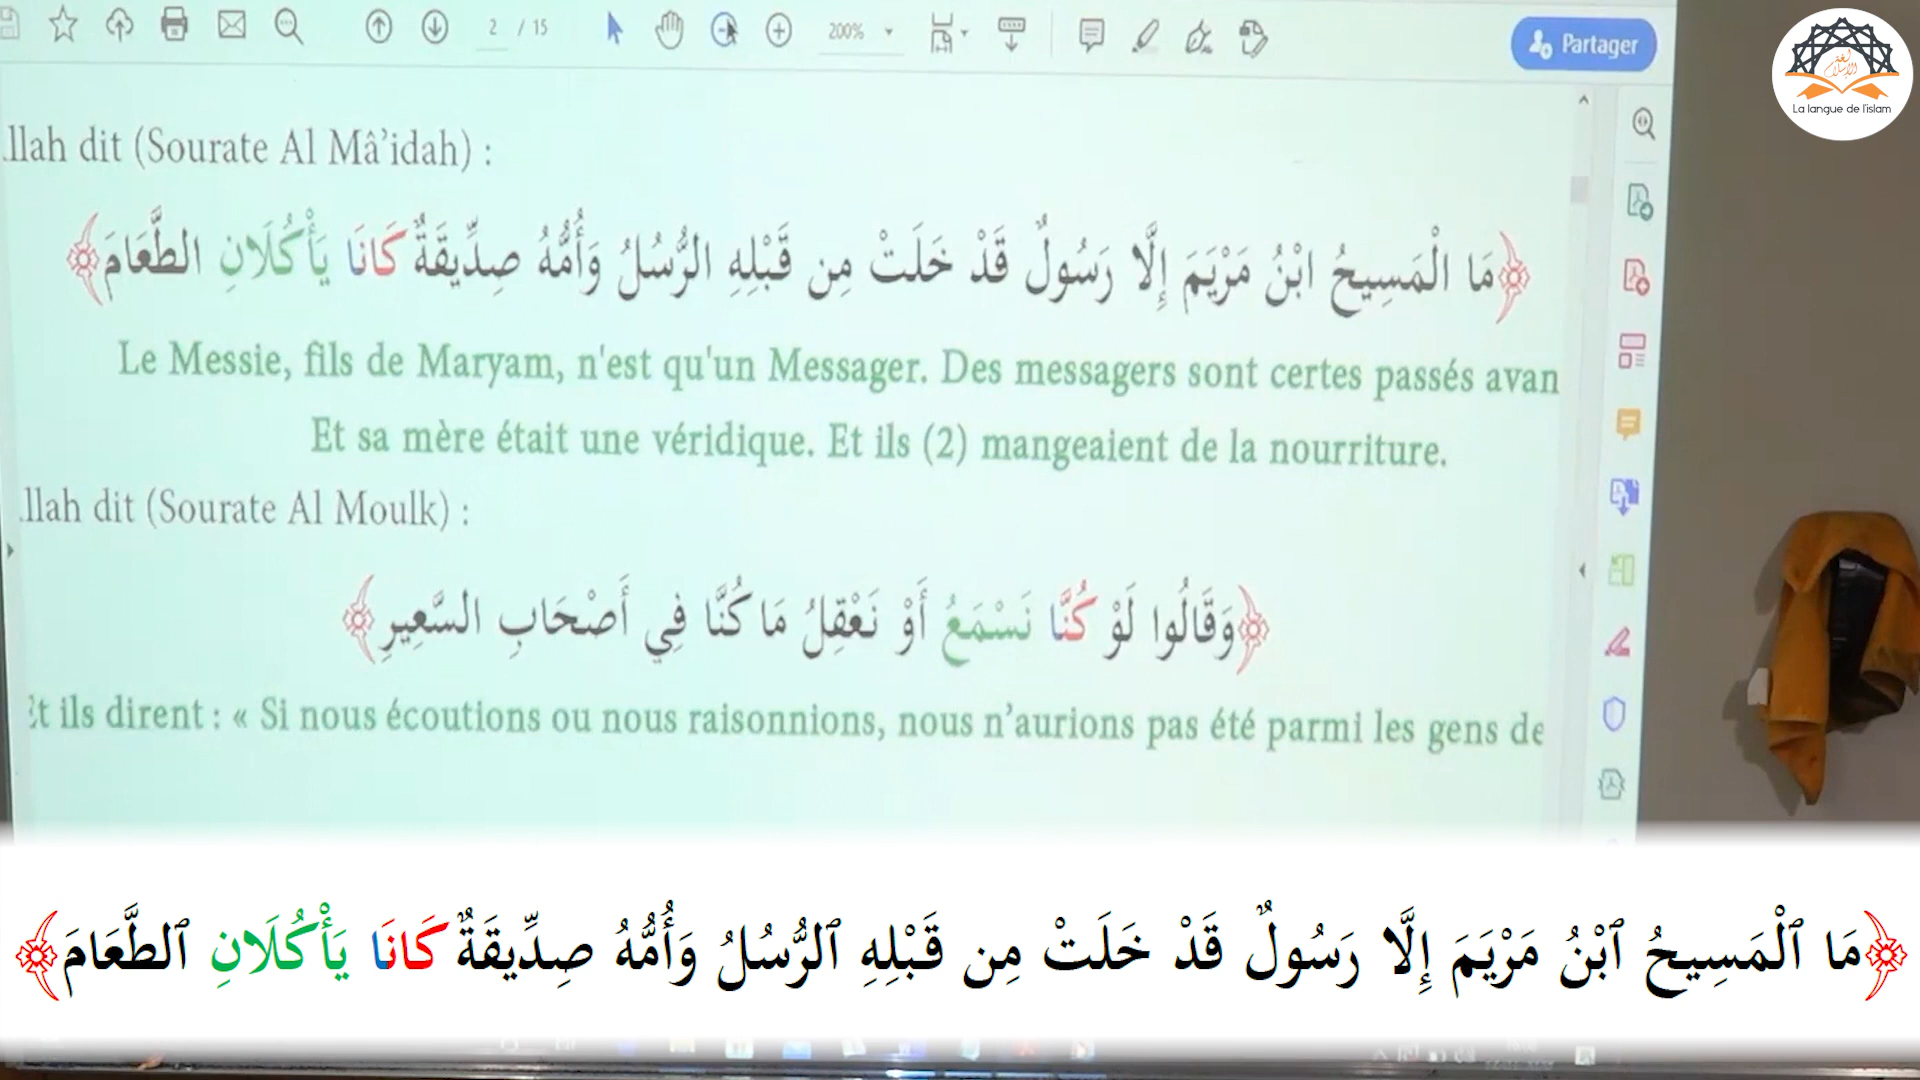 2 / 15
200%
Partager
لغة الإسلام
La langue de l'islam
llah dit (Sourate Al Mâ'idah) :
﴿مَا الْمَسِيحُ ابْنُ مَرْيَمَ إِلَّا رَسُولٌ قَدْ خَلَتْ مِن قَبْلِهِ الرُّسُلُ وَأُمُّهُ صِدِّيقَةٌ كَانَا يَأْكُلَانِ الطَّعَامَ﴾
Le Messie, fils de Maryam, n'est qu'un Messager. Des messagers sont certes passés avan
Et sa mère était une véridique. Et ils (2) mangeaient de la nourriture.
llah dit (Sourate Al Moulk) :
﴿وَقَالُوا لَوْ كُنَّا نَسْمَعُ أَوْ نَعْقِلُ مَا كُنَّا فِي أَصْحَابِ السَّعِيرِ﴾
Et ils dirent : « Si nous écoutions ou nous raisonnions, nous n'aurions pas été parmi les gens de
﴿مَا ٱلْمَسِيحُ ٱبْنُ مَرْيَمَ إِلَّا رَسُولٌ قَدْ خَلَتْ مِن قَبْلِهِ ٱلرُّسُلُ وَأُمُّهُ صِدِّيقَةٌ كَانَا يَأْكُلَانِ ٱلطَّعَامَ﴾